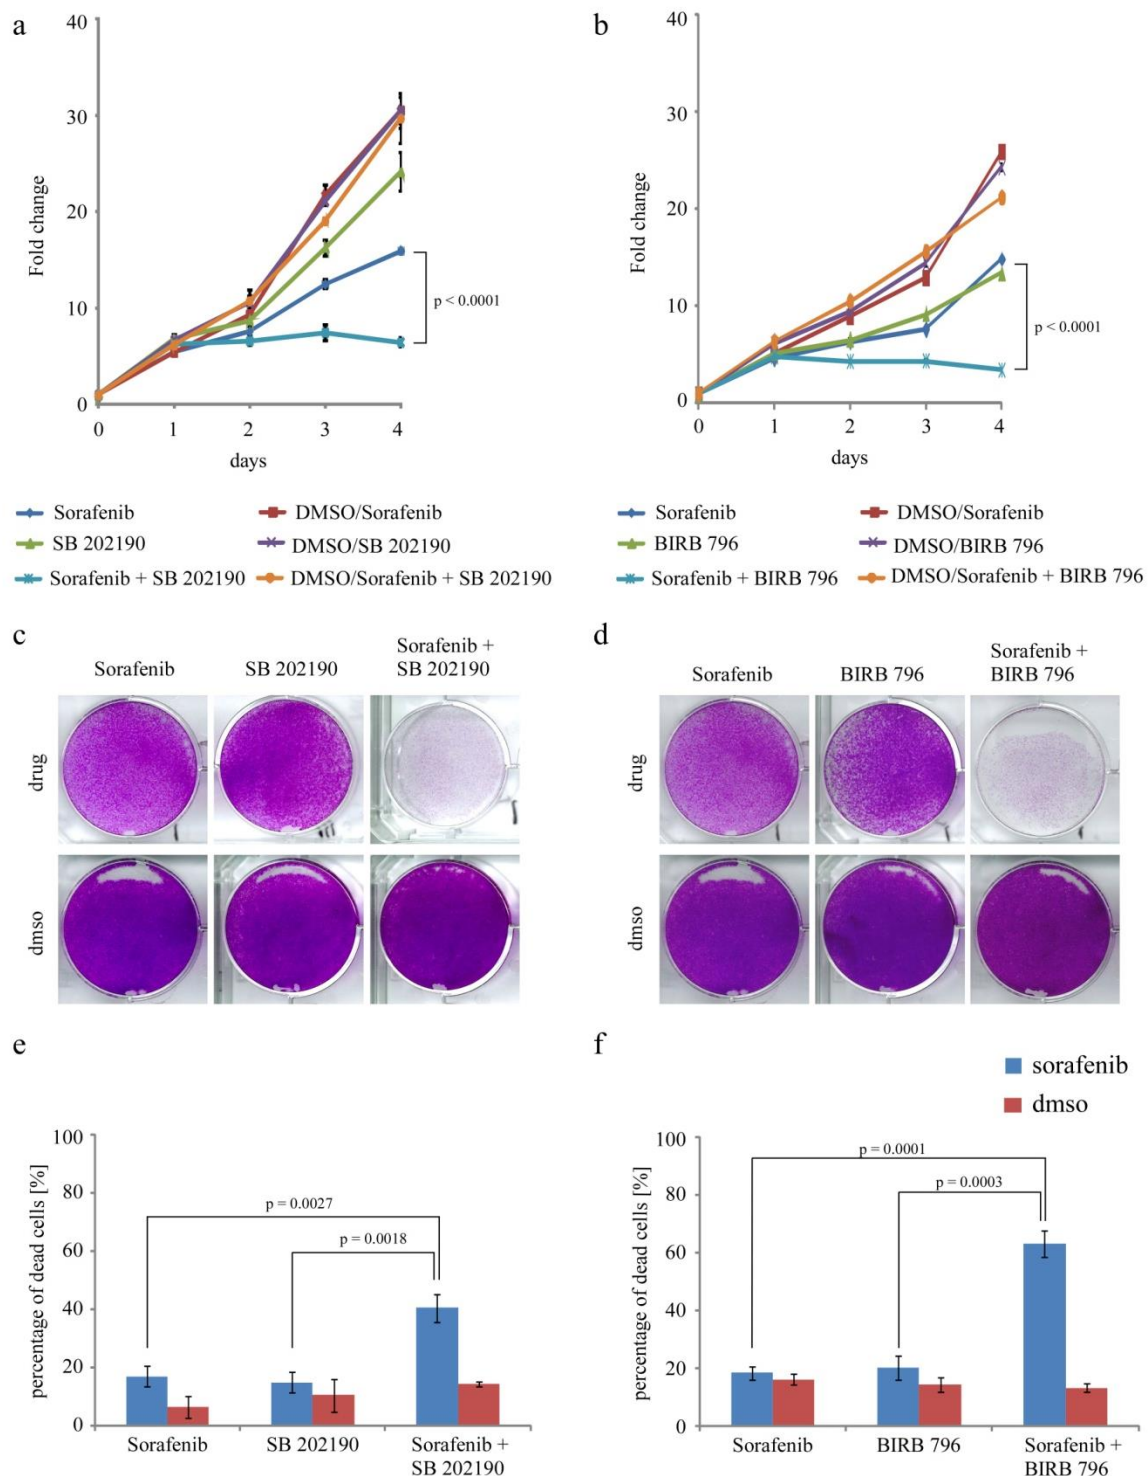 a
40
30
20
10
0
Fold change
0 1 2 3 4
days
p < 0.0001
Sorafenib
DMSO/Sorafenib
SB 202190
DMSO/SB 202190
Sorafenib + SB 202190
DMSO/Sorafenib + SB 202190
b
40
30
20
10
0
Fold change
0 1 2 3 4
days
p < 0.0001
Sorafenib
DMSO/Sorafenib
BIRB 796
DMSO/BIRB 796
Sorafenib + BIRB 796
DMSO/Sorafenib + BIRB 796
c
Sorafenib
SB 202190
Sorafenib +
SB 202190
drug
dmso
d
Sorafenib
BIRB 796
Sorafenib +
BIRB 796
drug
dmso
e
100
80
60
40
20
0
percentage of dead cells [%]
p = 0.0027
p = 0.0018
Sorafenib
SB 202190
Sorafenib +
SB 202190
f
sorafenib
dmso
100
80
60
40
20
0
percentage of dead cells [%]
p = 0.0001
p = 0.0003
Sorafenib
BIRB 796
Sorafenib +
BIRB 796